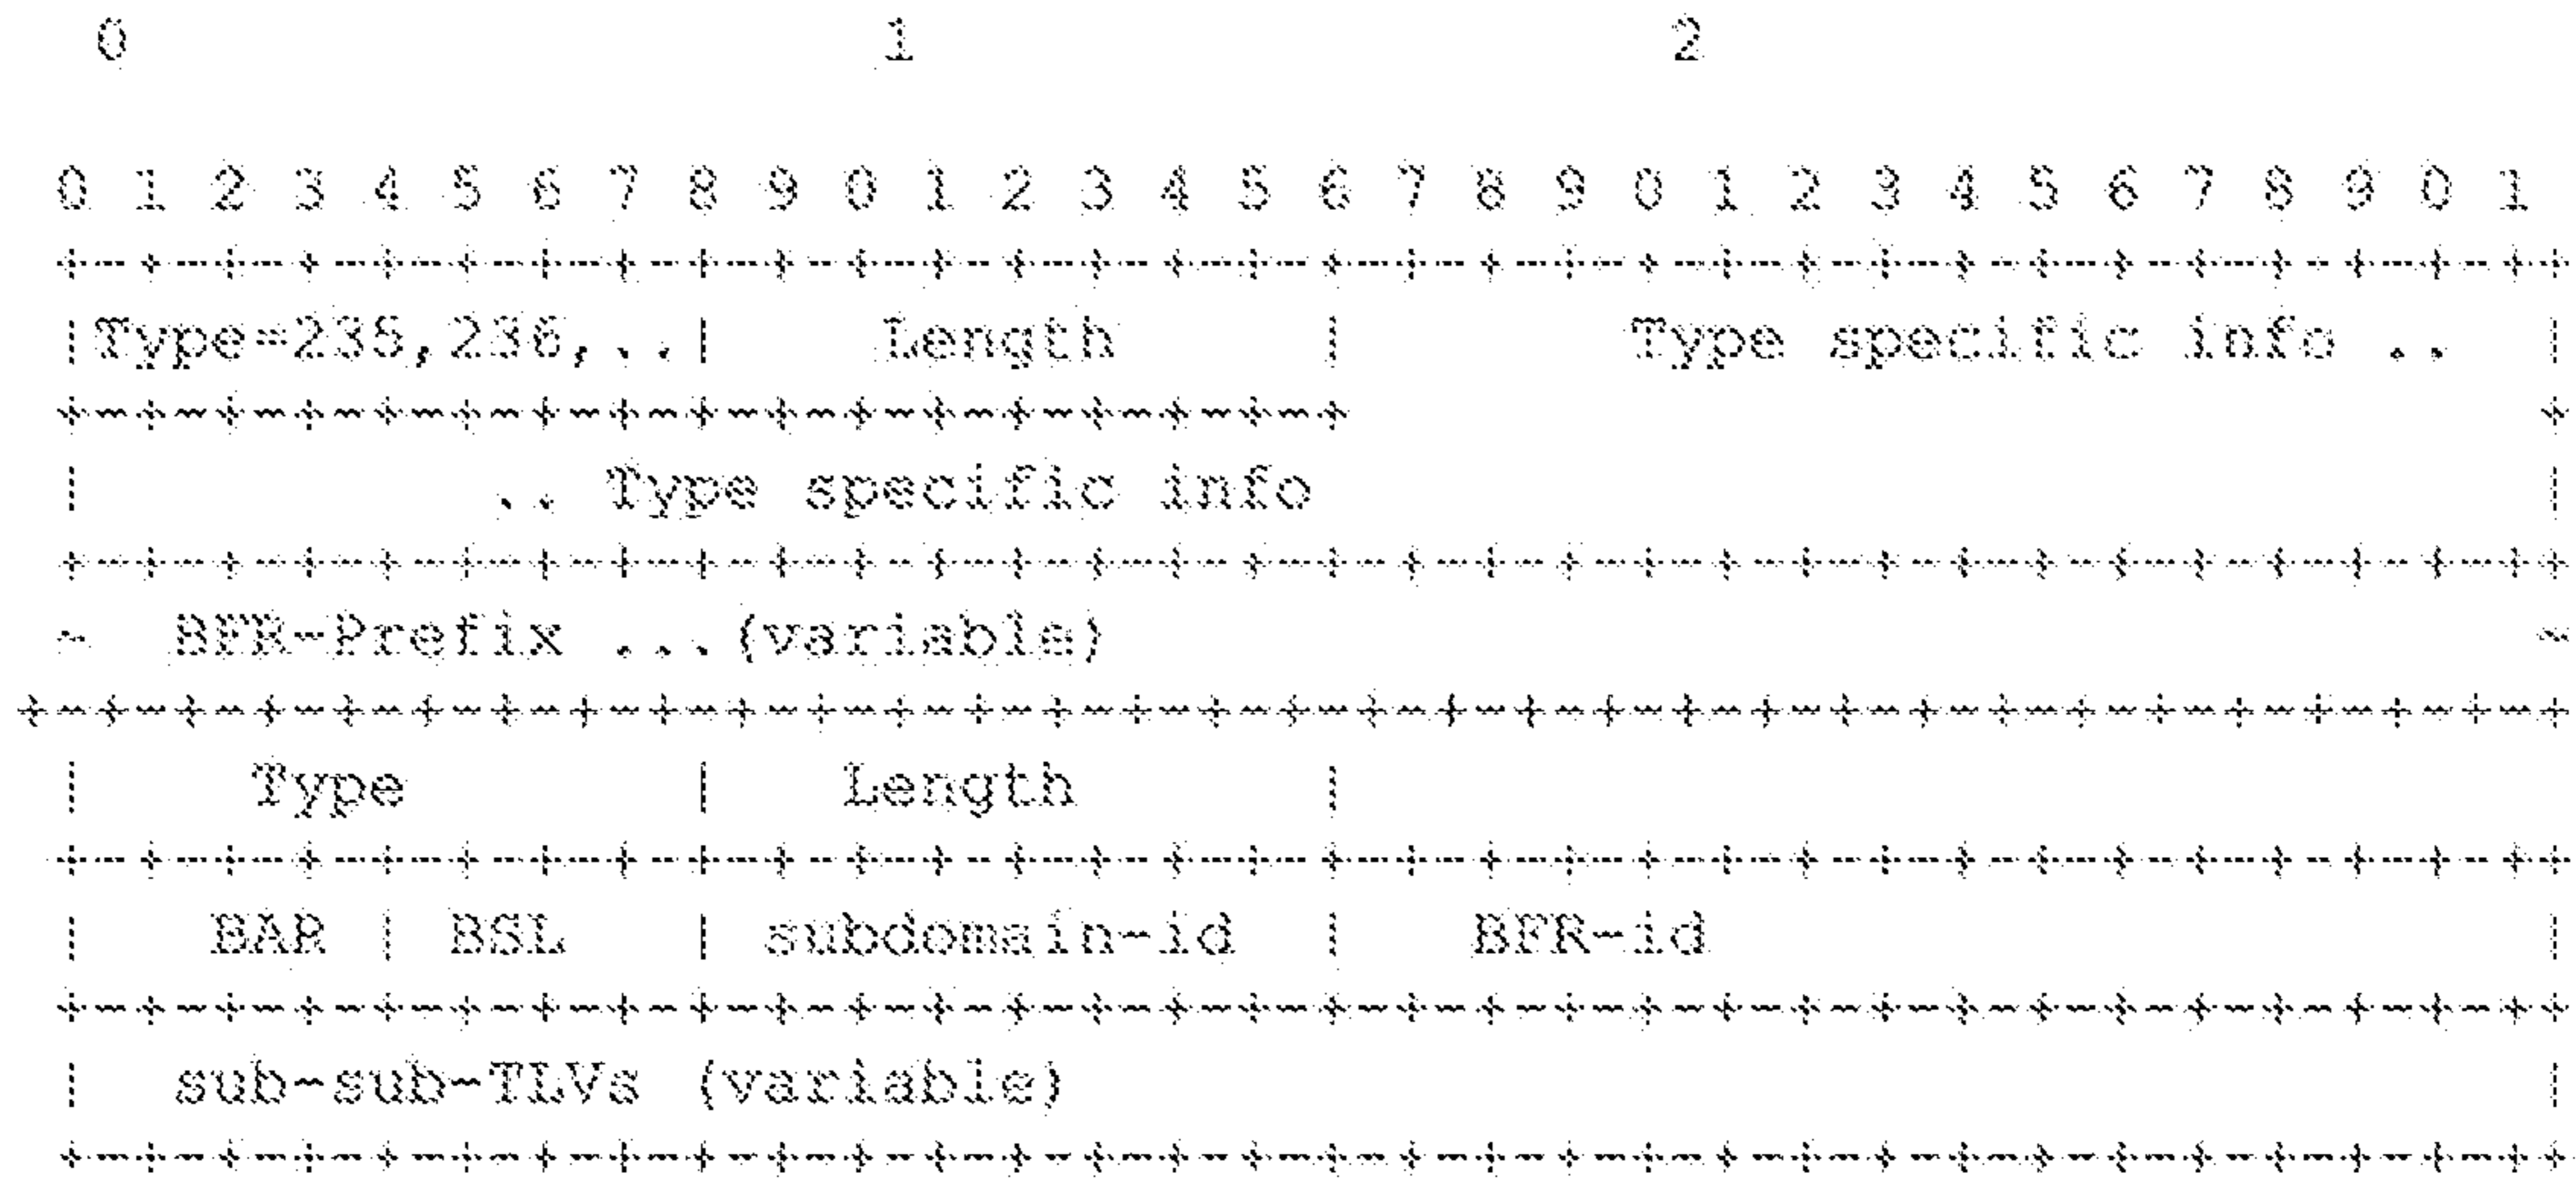 0 1 2
0 1 2 3 4 5 6 7 8 9 0 1 2 3 4 5 6 7 8 9 0 1 2 3 4 5 6 7 8 9 0 1
+-+-+-+-+-+-+-+-+-+-+-+-+-+-+-+-+-+-+-+-+-+-+-+-+-+-+-+-+-+-+-++
|Type=235,236,..| Length | Type specific info .. |
+-+-+-+-+-+-+-+-+-+-+-+-+-+-+-+-+ +
| .. Type specific info |
+-+-+-+-+-+-+-+-+-+-+-+-+-+-+-+-+-+-+-+-+-+-+-+-+-+-+-+-+-+-+-++
~ BFR-Prefix ...(variable) ~
+-+-+-+-+-+-+-+-+-+-+-+-+-+-+-+-+-+-+-+-+-+-+-+-+-+-+-+-+-+-+-+-+
| Type | Length |
+-+-+-+-+-+-+-+-+-+-+-+-+-+-+-+-+-+-+-+-+-+-+-+-+-+-+-+-+-+-+-++
| BAR | BSL | subdomain-id | BFR-id |
+-+-+-+-+-+-+-+-+-+-+-+-+-+-+-+-+-+-+-+-+-+-+-+-+-+-+-+-+-+-+-++
| sub-sub-TLVs (variable) |
+-+-+-+-+-+-+-+-+-+-+-+-+-+-+-+-+-+-+-+-+-+-+-+-+-+-+-+-+-+-+-++